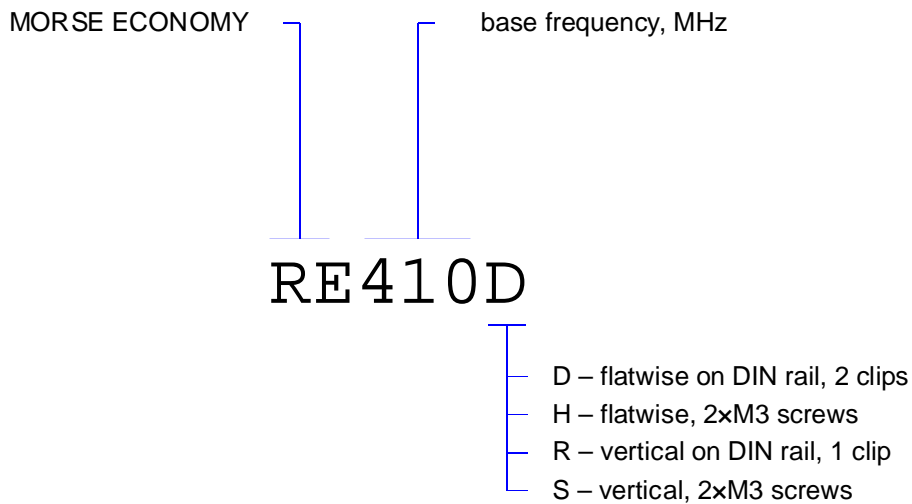 MORSE ECONOMY
base frequency, MHz
RE410D
D – flatwise on DIN rail, 2 clips
H – flatwise, 2×M3 screws
R – vertical on DIN rail, 1 clip
S – vertical, 2×M3 screws